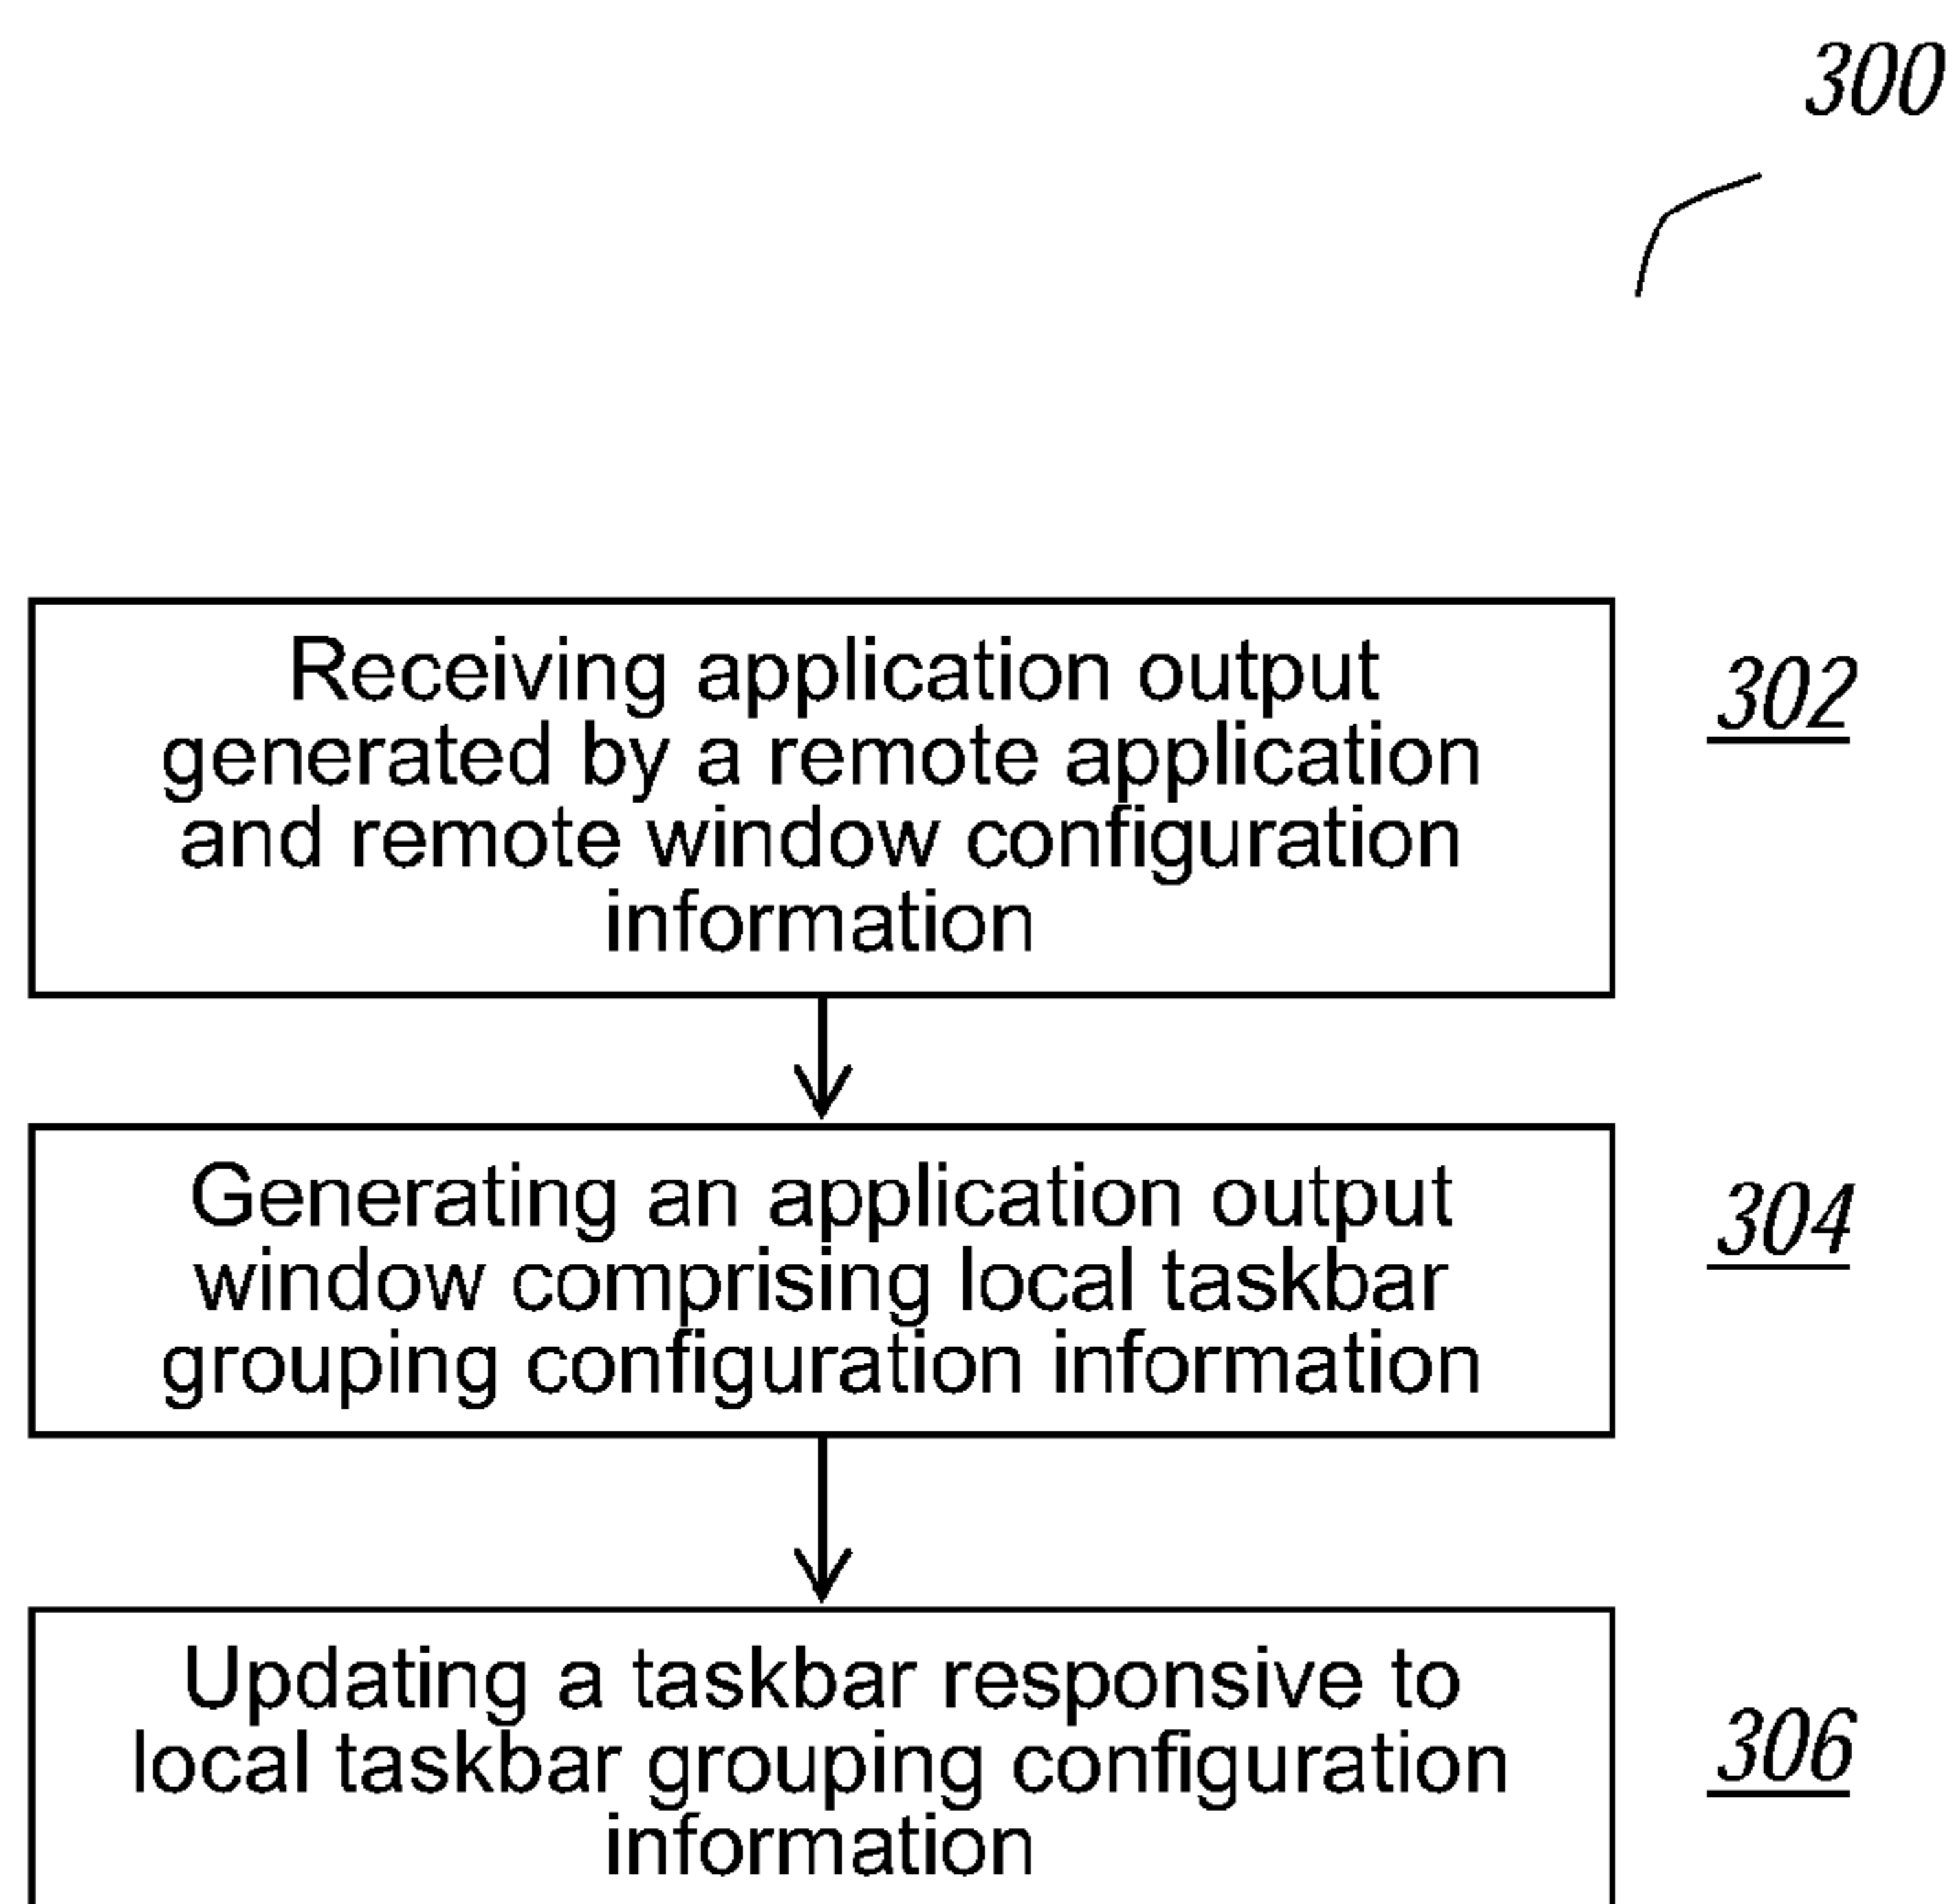 300
Receiving application output
generated by a remote application
and remote window configuration
information
302
Generating an application output
window comprising local taskbar
grouping configuration information
304
Updating a taskbar responsive to
local taskbar grouping configuration
information
306